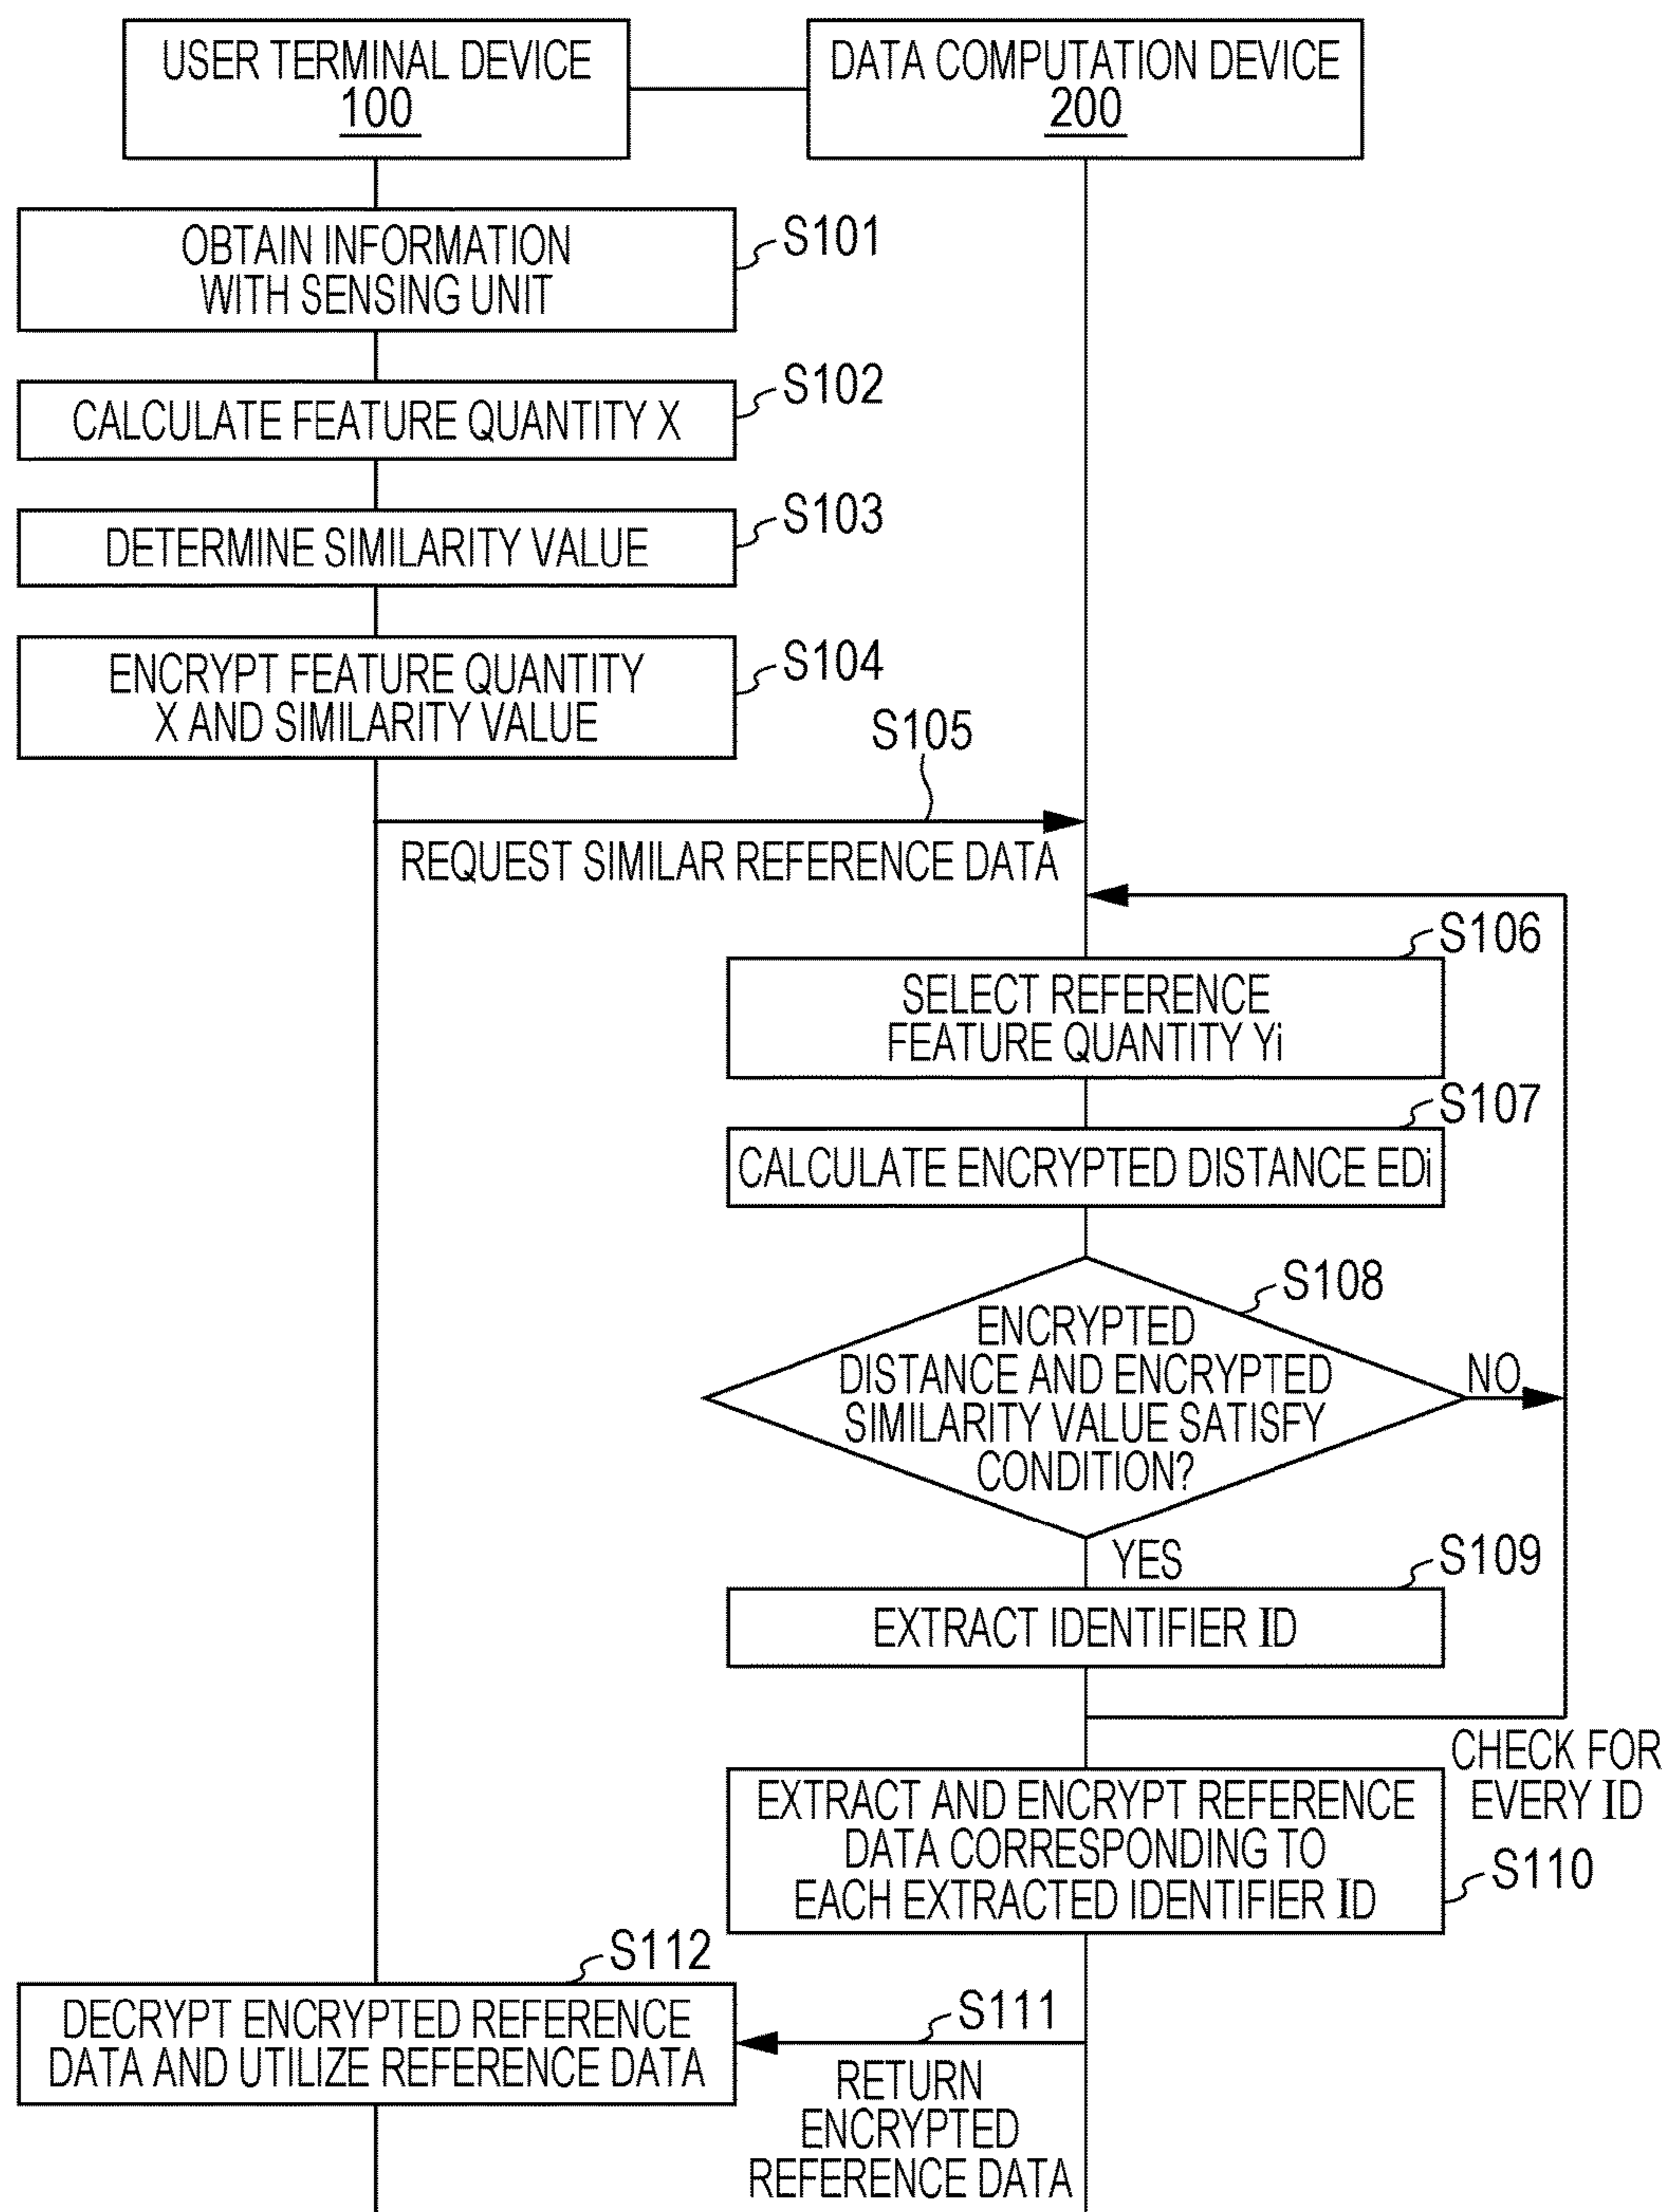 USER TERMINAL DEVICE
100
DATA COMPUTATION DEVICE
200
OBTAIN INFORMATION
WITH SENSING UNIT
S101
CALCULATE FEATURE QUANTITY X
S102
DETERMINE SIMILARITY VALUE
S103
ENCRYPT FEATURE QUANTITY
X AND SIMILARITY VALUE
S104
S105
REQUEST SIMILAR REFERENCE DATA
S106
SELECT REFERENCE
FEATURE QUANTITY Yi
S107
CALCULATE ENCRYPTED DISTANCE EDi
S108
ENCRYPTED
DISTANCE AND ENCRYPTED
SIMILARITY VALUE SATISFY
CONDITION?
NO
YES
S109
EXTRACT IDENTIFIER ID
CHECK FOR
EVERY ID
EXTRACT AND ENCRYPT REFERENCE
DATA CORRESPONDING TO
EACH EXTRACTED IDENTIFIER ID
S110
S112
DECRYPT ENCRYPTED REFERENCE
DATA AND UTILIZE REFERENCE DATA
S111
RETURN
ENCRYPTED
REFERENCE DATA